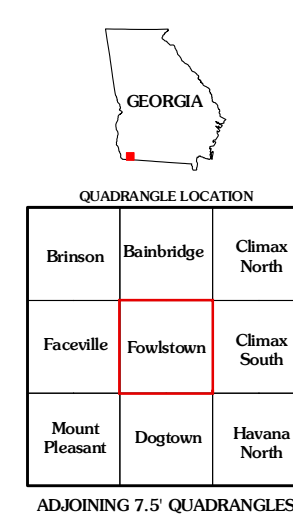 GEORGIA
QUADRANGLE LOCATION
Brinson
Bainbridge
Climax
North
Faceville
Fowlstown
Climax
South
Mount
Pleasant
Dogtown
Havana
North
ADJOINING 7.5' QUADRANGLES